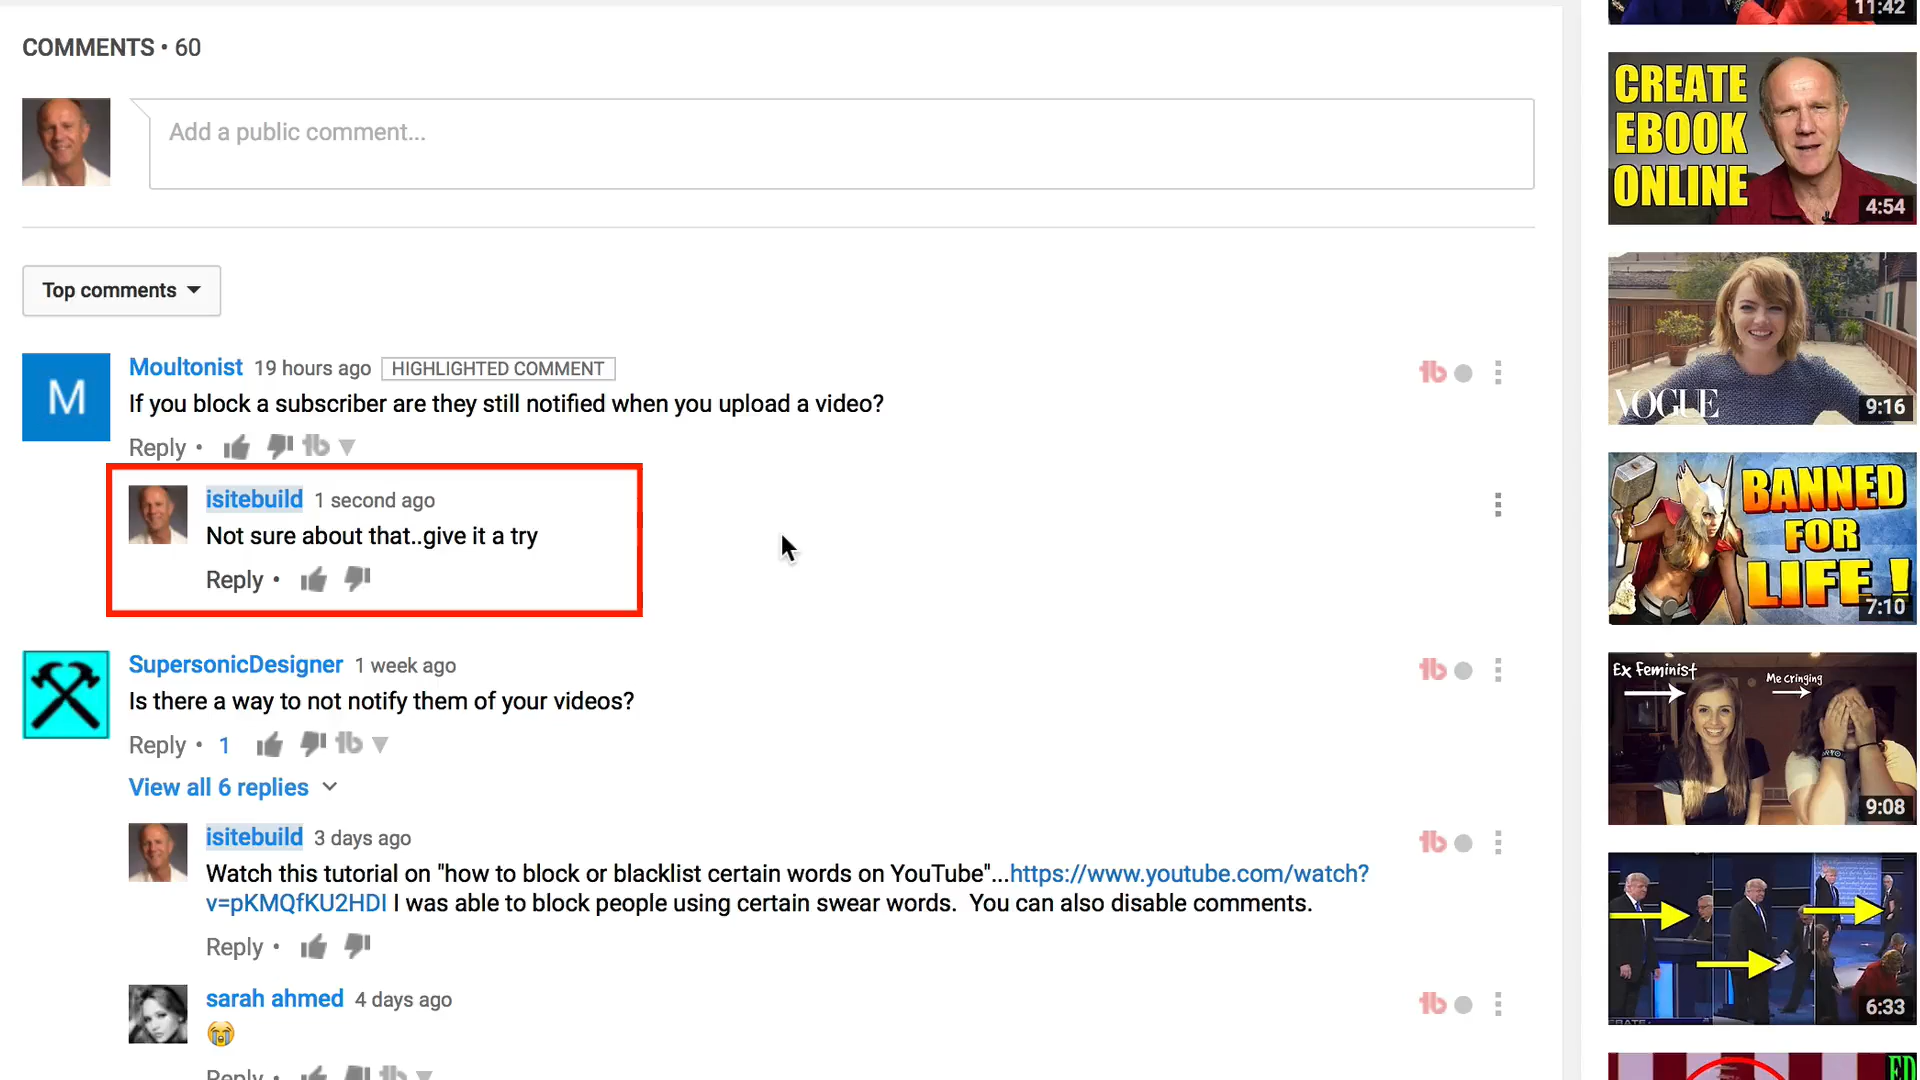 COMMENTS • 60
Add a public comment...
Top comments
M
Moultonist 19 hours ago HIGHLIGHTED COMMENT
If you block a subscriber are they still notified when you upload a video?
Reply •
isitebuild 1 second ago
Not sure about that..give it a try
Reply •
SupersonicDesigner 1 week ago
Is there a way to not notify them of your videos?
Reply • 1
View all 6 replies
isitebuild 3 days ago
Watch this tutorial on "how to block or blacklist certain words on YouTube"...https://www.youtube.com/watch?
v=pKMQfKU2HDI I was able to block people using certain swear words. You can also disable comments.
Reply •
sarah ahmed 4 days ago
Reply •
11:42
CREATE
EBOOK
ONLINE
4:54
VOGUE
9:16
BANNED
FOR
LIFE !
7:10
Ex Feminist
Me cringing
9:08
6:33
ED